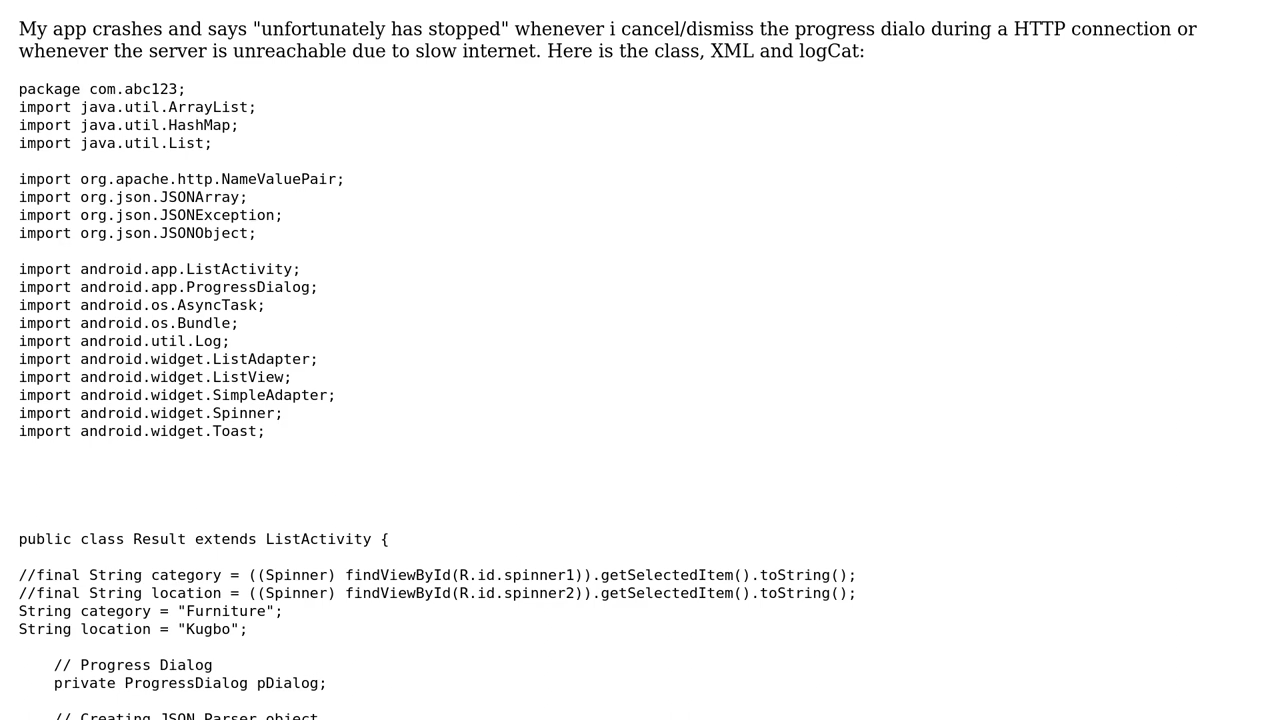 My app crashes and says "unfortunately has stopped" whenever i cancel/dismiss the progress dialo during a HTTP connection or
whenever the server is unreachable due to slow internet. Here is the class, XML and logCat:
package com.abc123;
import java.util.ArrayList;
import java.util.HashMap;
import java.util.List;
import org.apache.http.NameValuePair;
import org.json.JSONArray;
import org.json.JSONException;
import org.json.JSONObject;
import android.app.ListActivity;
import android.app.ProgressDialog;
import android.os.AsyncTask;
import android.os.Bundle;
import android.util.Log;
import android.widget.ListAdapter;
import android.widget.ListView;
import android.widget.SimpleAdapter;
import android.widget.Spinner;
import android.widget.Toast;
public class Result extends ListActivity {
//final String category = ((Spinner) findViewById(R.id.spinner1)).getSelectedItem().toString();
//final String location = ((Spinner) findViewById(R.id.spinner2)).getSelectedItem().toString();
String category = "Furniture";
String location = "Kugbo";
// Progress Dialog
private ProgressDialog pDialog;
// Creating JSON Parser object